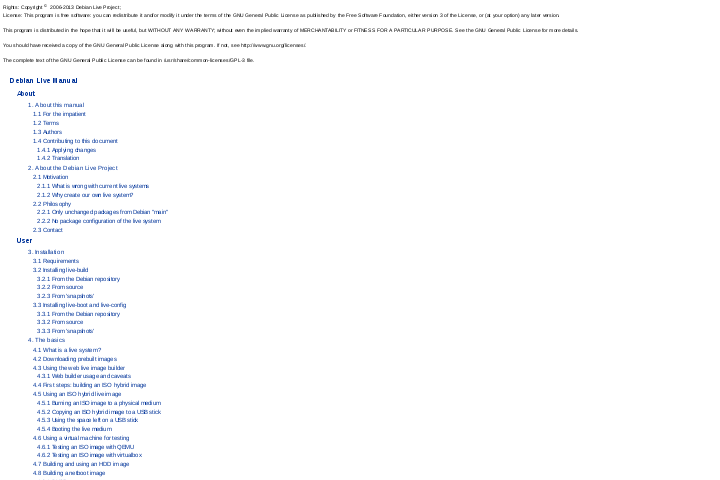 Rights: Copyright © 2006-2013 Debian Live Project;
License: This program is free software: you can redistribute it and/or modify it under the terms of the GNU General Public License as published by the Free Software Foundation, either version 3 of the License, or (at your option) any later version.
This program is distributed in the hope that it will be useful, but WITHOUT ANY WARRANTY; without even the implied warranty of MERCHANTABILITY or FITNESS FOR A PARTICULAR PURPOSE. See the GNU General Public License for more details.
You should have received a copy of the GNU General Public License along with this program. If not, see http://www.gnu.org/licenses/.
The complete text of the GNU General Public License can be found in /usr/share/common-licenses/GPL-3 file.
Debian Live Manual
About
1. About this manual
1.1 For the impatient
1.2 Terms
1.3 Authors
1.4 Contributing to this document
1.4.1 Applying changes
1.4.2 Translation
2. About the Debian Live Project
2.1 Motivation
2.1.1 What is wrong with current live systems
2.1.2 Why create our own live system?
2.2 Philosophy
2.2.1 Only unchanged packages from Debian "main"
2.2.2 No package configuration of the live system
2.3 Contact
User
3. Installation
3.1 Requirements
3.2 Installing live-build
3.2.1 From the Debian repository
3.2.2 From source
3.2.3 From 'snapshots'
3.3 Installing live-boot and live-config
3.3.1 From the Debian repository
3.3.2 From source
3.3.3 From 'snapshots'
4. The basics
4.1 What is a live system?
4.2 Downloading prebuilt images
4.3 Using the web live image builder
4.3.1 Web builder usage and caveats
4.4 First steps: building an ISO hybrid image
4.5 Using an ISO hybrid live image
4.5.1 Burning an ISO image to a physical medium
4.5.2 Copying an ISO hybrid image to a USB stick
4.5.3 Using the space left on a USB stick
4.5.4 Booting the live medium
4.6 Using a virtual machine for testing
4.6.1 Testing an ISO image with QEMU
4.6.2 Testing an ISO image with virtualbox
4.7 Building and using an HDD image
4.8 Building a netboot image